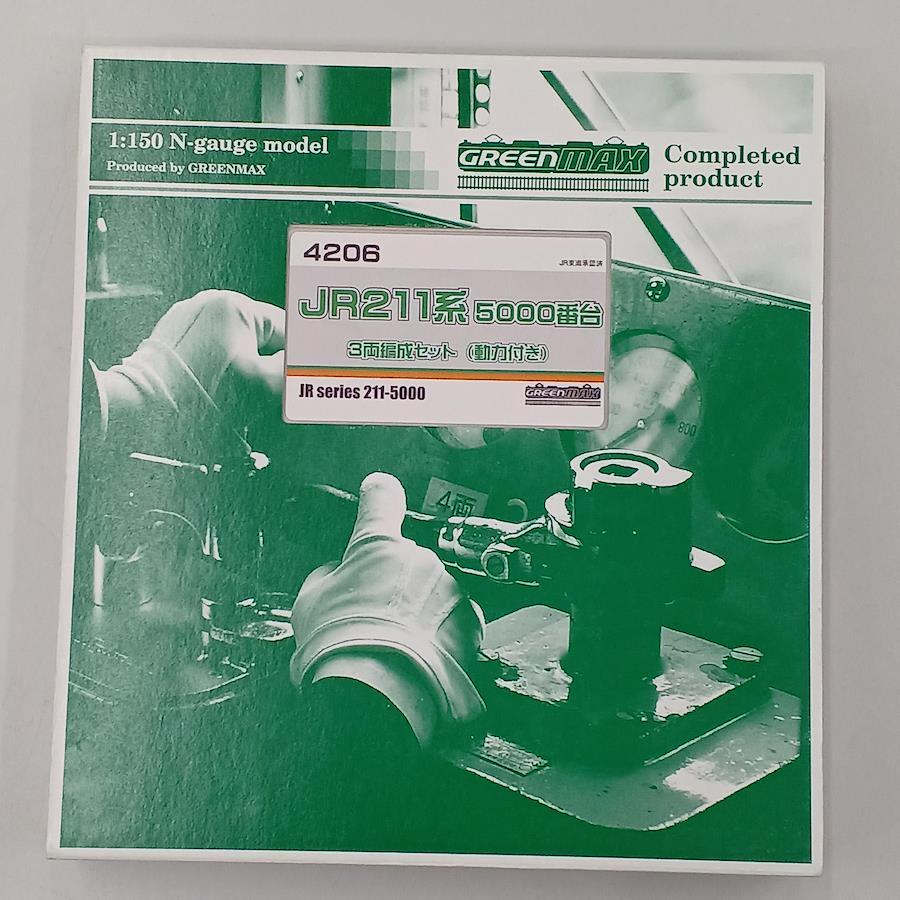 1:150 N-gauge model
Produced by GREENMAX
GREENMAX
Completed
product
4206
JR東海承認済
JR211系 5000番台
3両編成セット (動力付き)
JR series 211-5000
GREENMAX
4両
800